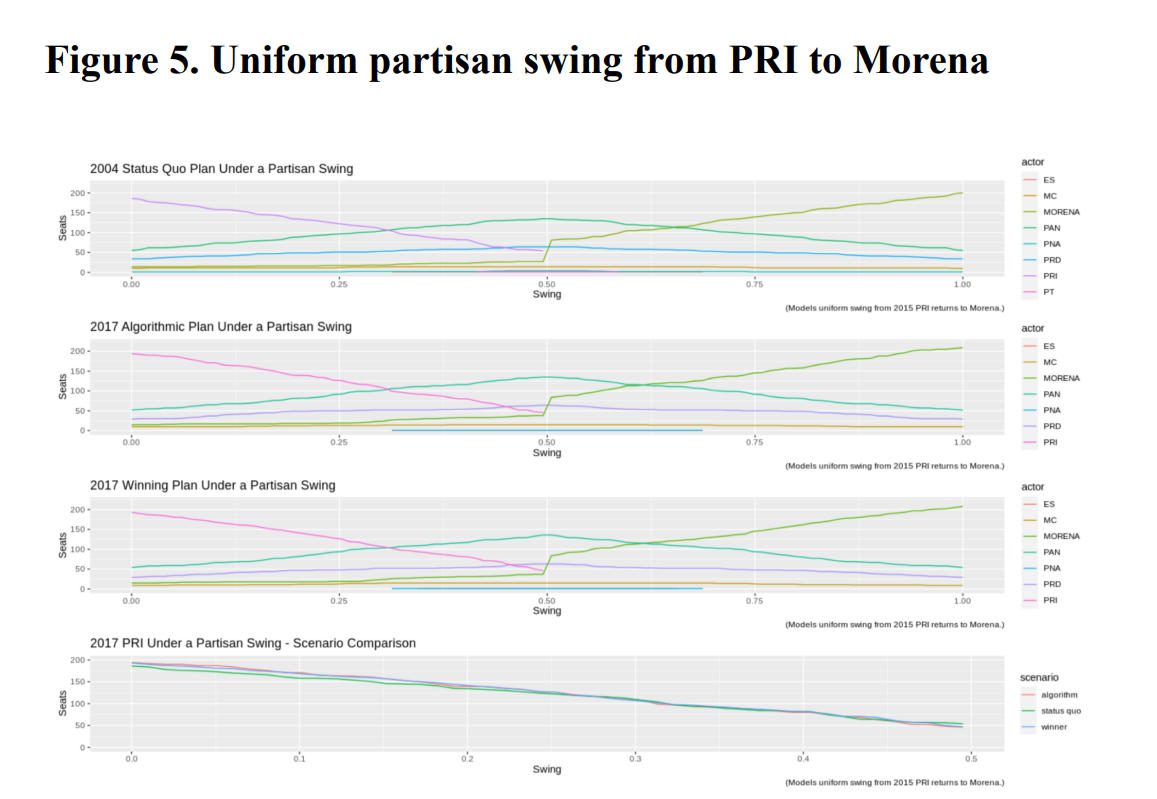 Figure 5. Uniform partisan swing from PRI to Morena
2004 Status Quo Plan Under a Partisan Swing
Seats
200
150
100
50
0
0.00 0.25 0.50 0.75 1.00
Swing
(Models uniform swing from 2015 PRI returns to Morena.)
actor
ES
MC
MORENA
PAN
PNA
PRD
PRI
PT
2017 Algorithmic Plan Under a Partisan Swing
Seats
200
150
100
50
0
0.00 0.25 0.50 0.75 1.00
Swing
(Models uniform swing from 2015 PRI returns to Morena.)
actor
ES
MC
MORENA
PAN
PNA
PRD
PRI
2017 Winning Plan Under a Partisan Swing
Seats
200
150
100
50
0
0.00 0.25 0.50 0.75 1.00
Swing
(Models uniform swing from 2015 PRI returns to Morena.)
actor
ES
MC
MORENA
PAN
PNA
PRD
PRI
2017 PRI Under a Partisan Swing - Scenario Comparison
Seats
200
150
100
50
0
0.0 0.1 0.2 0.3 0.4 0.5
Swing
(Models uniform swing from 2015 PRI returns to Morena.)
scenario
algorithm
status quo
winner